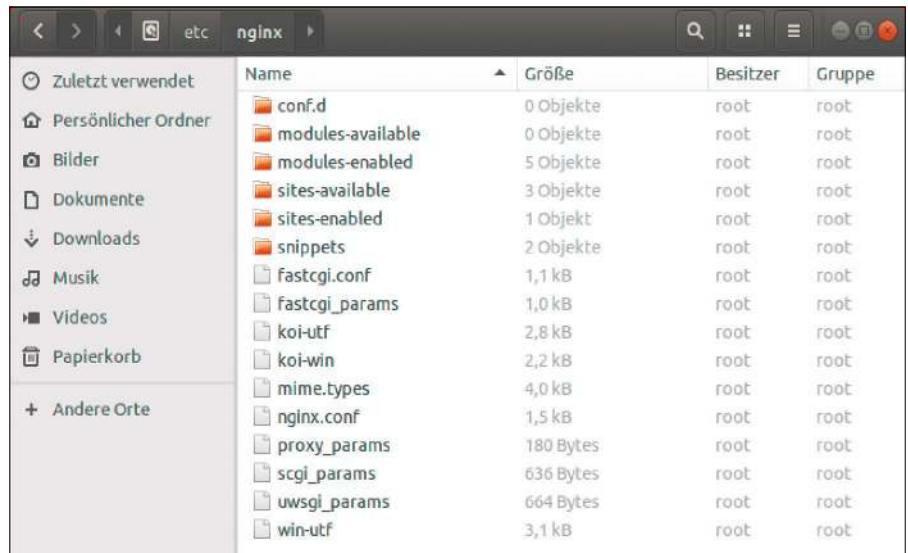 etc nginx
Zuletzt verwendet
Persönlicher Ordner
Bilder
Dokumente
Downloads
Musik
Videos
Papierkorb
+ Andere Orte
Name Größe Besitzer Gruppe
conf.d 0 Objekte root root
modules-available 0 Objekte root root
modules-enabled 5 Objekte root root
sites-available 3 Objekte root root
sites-enabled 1 Objekt root root
snippets 2 Objekte root root
fastcgi.conf 1,1 kB root root
fastcgi_params 1,0 kB root root
koi-utf 2,8 kB root root
koi-win 2,2 kB root root
mime.types 4,0 kB root root
nginx.conf 1,5 kB root root
proxy_params 180 Bytes root root
scgi_params 636 Bytes root root
uwsgi_params 664 Bytes root root
win-utf 3,1 kB root root